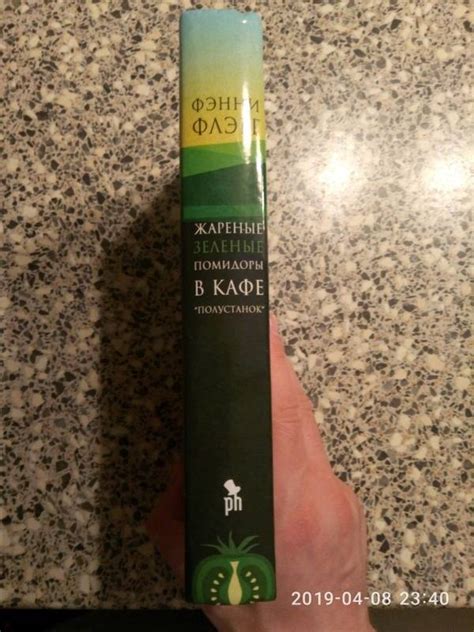 ФЭННИ
ФЛЭГГ
ЖАРЕНЫЕ
ЗЕЛЕНЫЕ
ПОМИДОРЫ
В КАФЕ
"ПОЛУСТАНОК"
ph
2019-04-08 23:40